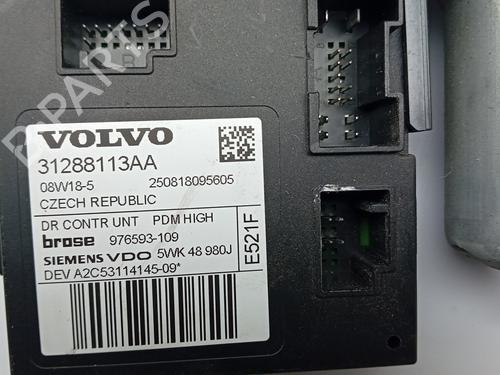 VOLVO
31288113AA
08W18-5 250818095605
CZECH REPUBLIC
DR CONTR UNT PDM HIGH
brose 976593-109
SIEMENS VDO 5WK 48 980J
DEV A2C53114145-09*
E521F
B-PARTS